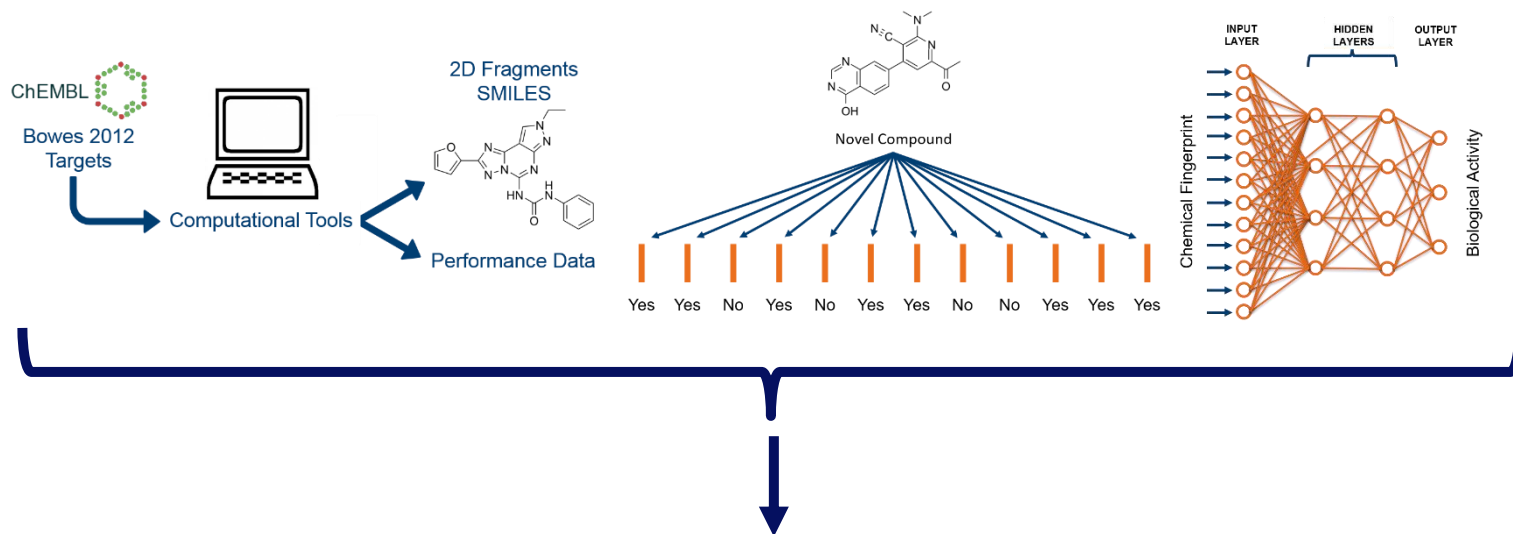 ChEMBL
Bowes 2012
Targets
Computational Tools
2D Fragments
SMILES
N
N
N
N
N
N
N
O
HN
H
N
O
Performance Data
N
N
N
O
N
N
OH
Novel Compound
Yes Yes No Yes No Yes Yes No No Yes Yes Yes
INPUT
LAYER
HIDDEN
LAYERS
OUTPUT
LAYER
Chemical Fingerprint
Biological Activity